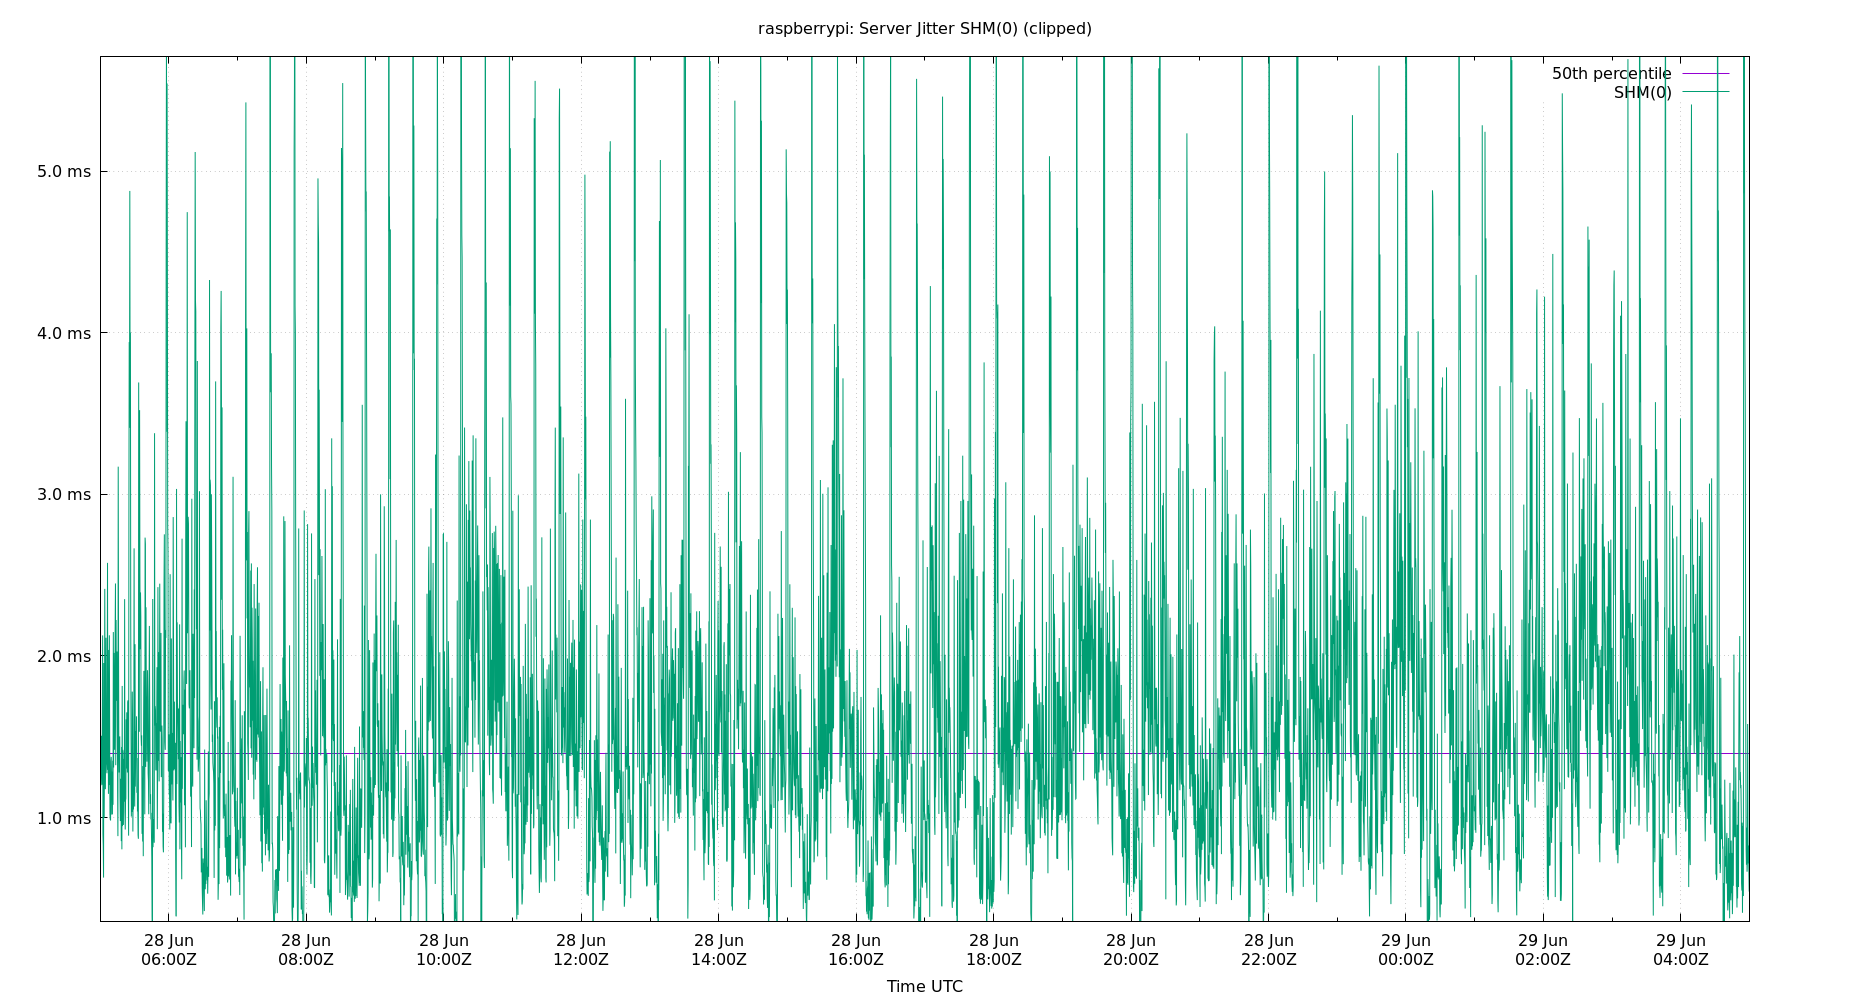 raspberrypi: Server Jitter SHM(0) (clipped)
50th percentile
SHM(0)
5.0 ms
4.0 ms
3.0 ms
2.0 ms
1.0 ms
28 Jun 28 Jun 28 Jun 28 Jun 28 Jun 28 Jun 28 Jun 28 Jun 28 Jun 29 Jun 29 Jun 29 Jun
06:00Z 08:00Z 10:00Z 12:00Z 14:00Z 16:00Z 18:00Z 20:00Z 22:00Z 00:00Z 02:00Z 04:00Z
Time UTC